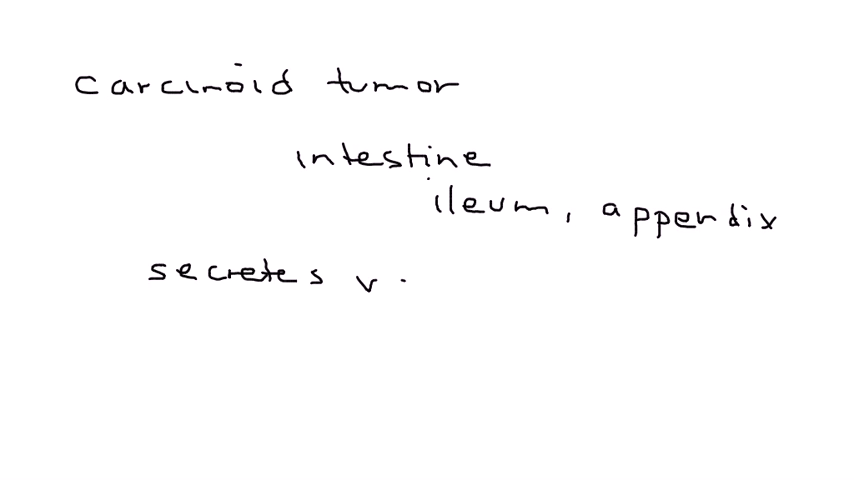 carcinoid tumor
intestine
ileum, appendix
secretes v